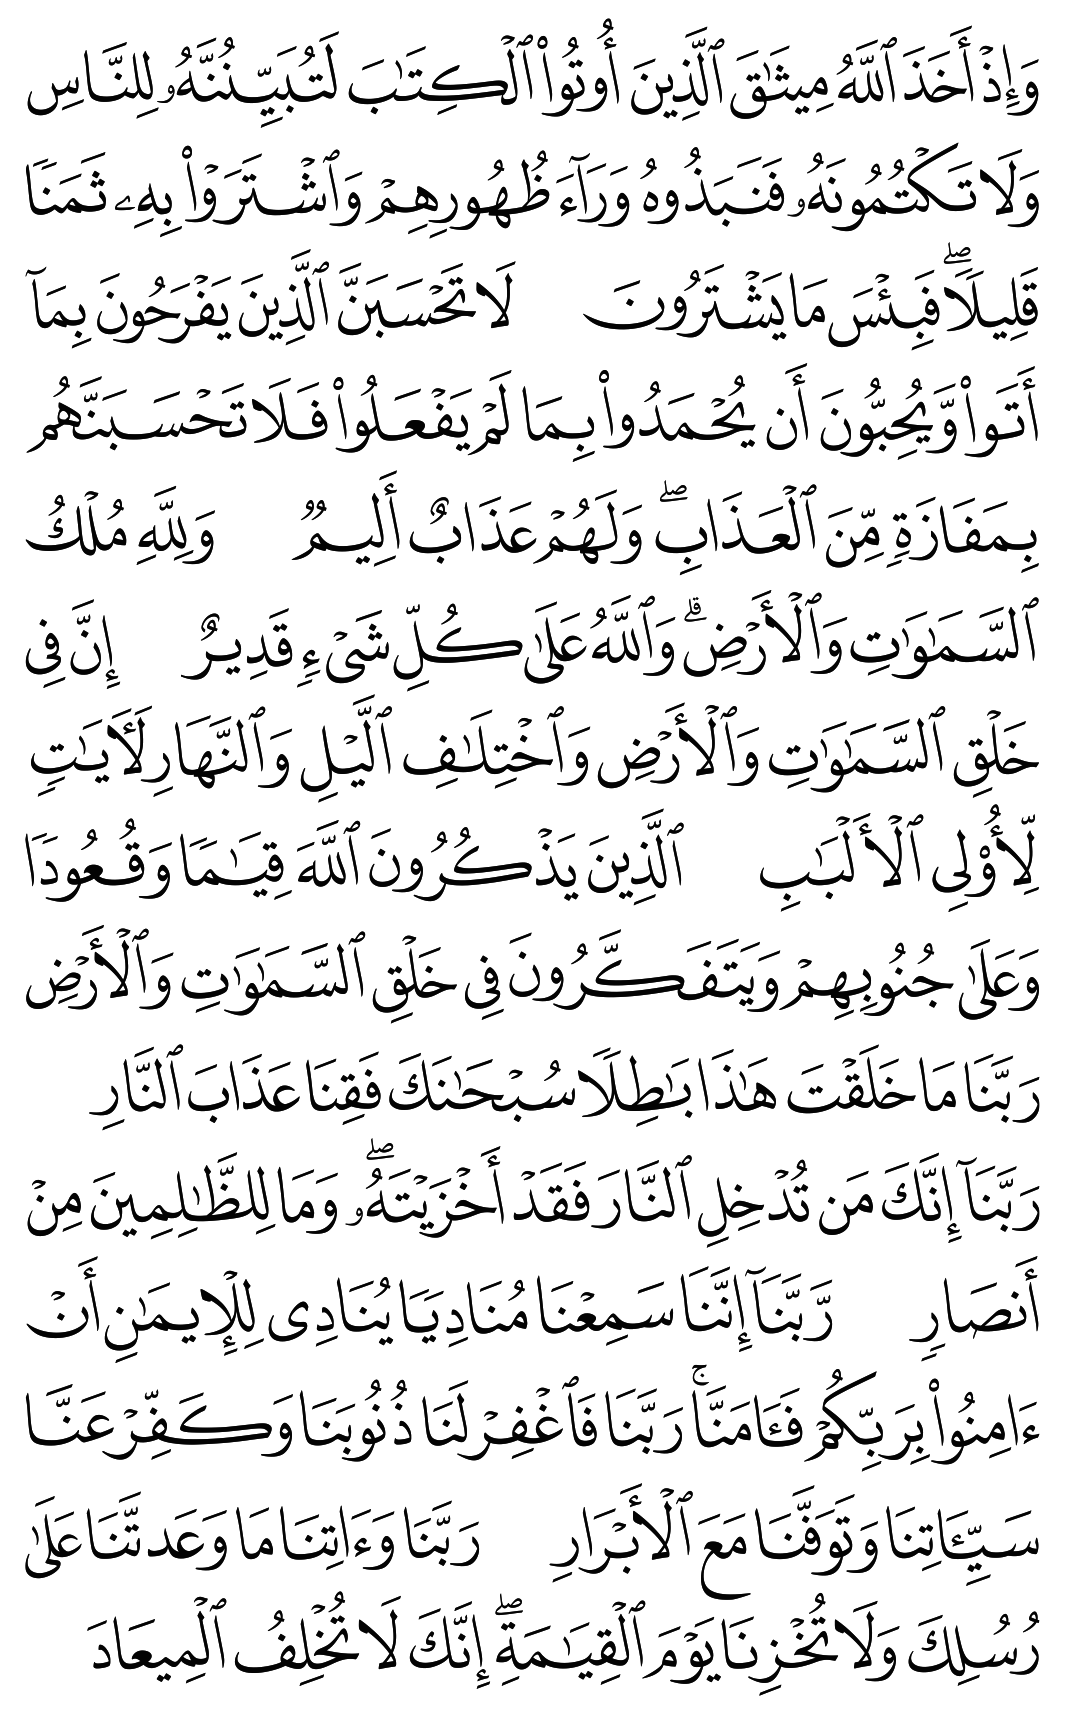 وَإِذْ أَخَذَ ٱللَّهُ مِيثَٰقَ ٱلَّذِينَ أُوتُوا۟ ٱلْكِتَٰبَ لَتُبَيِّنُنَّهُۥ لِلنَّاسِ
وَلَا تَكْتُمُونَهُۥ فَنَبَذُوهُ وَرَآءَ ظُهُورِهِمْ وَٱشْتَرَوْا۟ بِهِۦ ثَمَنًا
قَلِيلًا ۖ فَبِئْسَ مَا يَشْتَرُونَ لَا تَحْسَبَنَّ ٱلَّذِينَ يَفْرَحُونَ بِمَآ
أَتَوا۟ وَّيُحِبُّونَ أَن يُحْمَدُوا۟ بِمَا لَمْ يَفْعَلُوا۟ فَلَا تَحْسَبَنَّهُم
بِمَفَازَةٍ مِّنَ ٱلْعَذَابِ ۖ وَلَهُمْ عَذَابٌ أَلِيمٌ وَلِلَّهِ مُلْكُ
ٱلسَّمَٰوَٰتِ وَٱلْأَرْضِ ۗ وَٱللَّهُ عَلَىٰ كُلِّ شَىْءٍ قَدِيرٌ إِنَّ فِى
خَلْقِ ٱلسَّمَٰوَٰتِ وَٱلْأَرْضِ وَٱخْتِلَٰفِ ٱلَّيْلِ وَٱلنَّهَارِ لَءَايَٰتٍ
لِّأُو۟لِى ٱلْأَلْبَٰبِ ٱلَّذِينَ يَذْكُرُونَ ٱللَّهَ قِيَٰمًا وَقُعُودًا
وَعَلَىٰ جُنُوبِهِمْ وَيَتَفَكَّرُونَ فِى خَلْقِ ٱلسَّمَٰوَٰتِ وَٱلْأَرْضِ
رَبَّنَا مَا خَلَقْتَ هَٰذَا بَٰطِلًا سُبْحَٰنَكَ فَقِنَا عَذَابَ ٱلنَّارِ
رَبَّنَآ إِنَّكَ مَن تُدْخِلِ ٱلنَّارَ فَقَدْ أَخْزَيْتَهُۥ ۖ وَمَا لِلظَّٰلِمِينَ مِنْ
أَنصَارٍ رَّبَّنَآ إِنَّنَا سَمِعْنَا مُنَادِيًا يُنَادِى لِلْإِيمَٰنِ أَنْ
ءَامِنُوا۟ بِرَبِّكُمْ فَـَٔامَنَّا ۚ رَبَّنَا فَٱغْفِرْ لَنَا ذُنُوبَنَا وَكَفِّرْ عَنَّا
سَيِّـَٔاتِنَا وَتَوَفَّنَا مَعَ ٱلْأَبْرَارِ رَبَّنَا وَءَاتِنَا مَا وَعَدتَّنَا عَلَىٰ
رُسُلِكَ وَلَا تُخْزِنَا يَوْمَ ٱلْقِيَٰمَةِ ۖ إِنَّكَ لَا تُخْلِفُ ٱلْمِيعَادَ